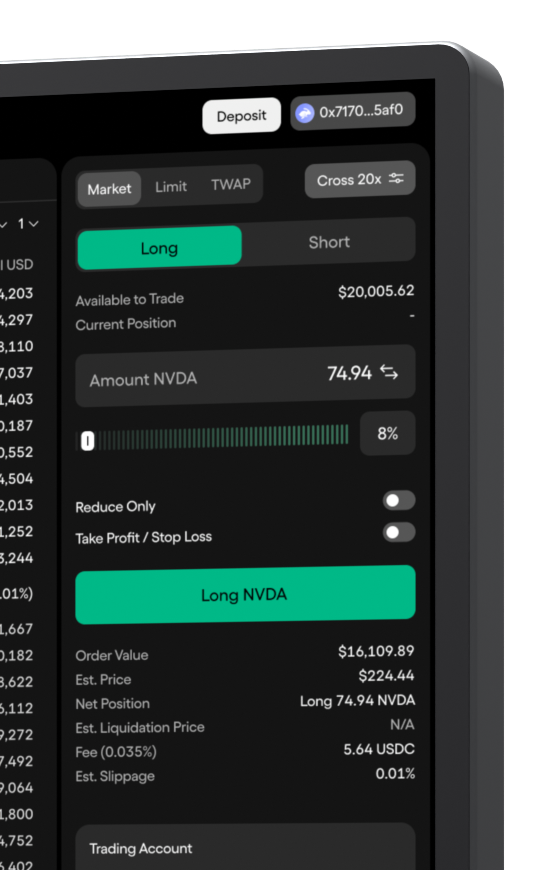 Deposit
0x7170...5af0
Market
Limit
TWAP
Cross 20x
1
Long
Short
USD
4,203
Available to Trade
$20,005.62
4,297
Current Position
-
3,110
7,037
Amount NVDA
74.94
1,403
0,187
8%
0,552
4,504
2,013
Reduce Only
1,252
Take Profit / Stop Loss
3,244
.01%)
Long NVDA
1,667
Order Value
$16,109.89
0,182
Est. Price
$224.44
3,622
Net Position
Long 74.94 NVDA
5,112
Est. Liquidation Price
N/A
9,272
Fee (0.035%)
5.64 USDC
7,492
Est. Slippage
0.01%
9,064
1,800
4,752
Trading Account
6,402